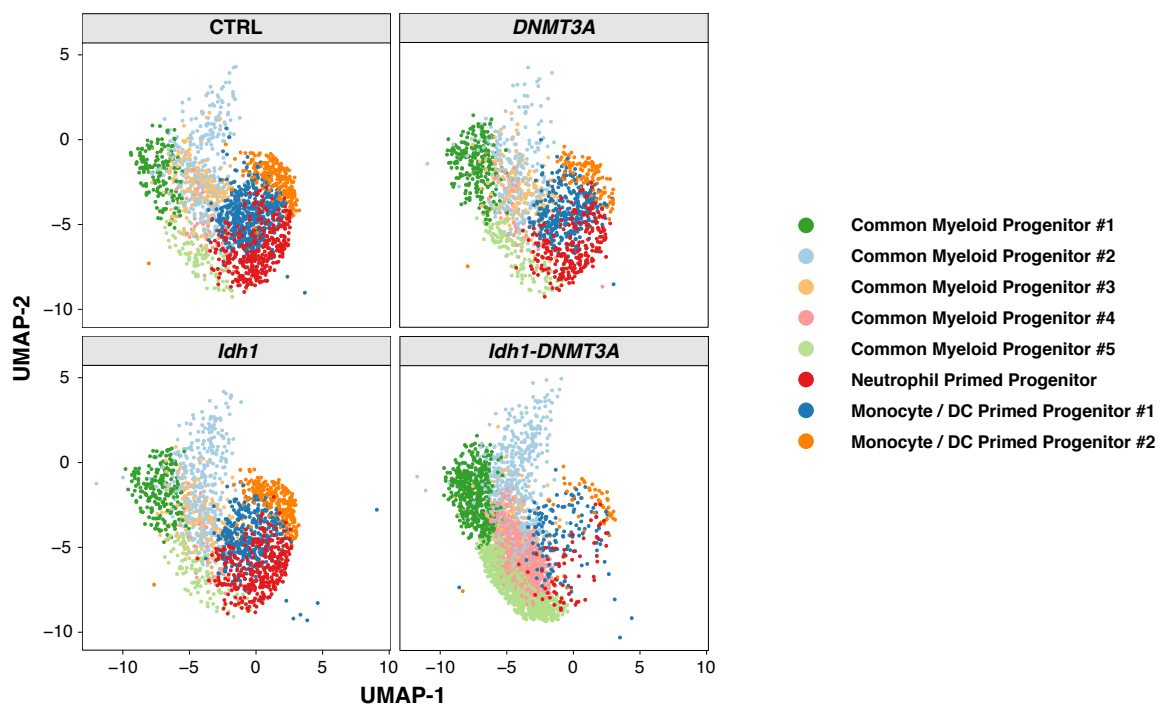 CTRL
DNMT3A
5
0
−5
−10
Idh1
Idh1-DNMT3A
5
0
−5
−10
−10
−5
0
5
10
−10
−5
0
5
10
UMAP-1
UMAP-2
Common Myeloid Progenitor #1
Common Myeloid Progenitor #2
Common Myeloid Progenitor #3
Common Myeloid Progenitor #4
Common Myeloid Progenitor #5
Neutrophil Primed Progenitor
Monocyte / DC Primed Progenitor #1
Monocyte / DC Primed Progenitor #2